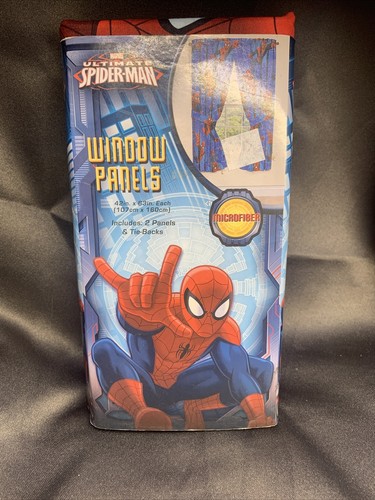 MARVEL
ULTIMATE
SPIDER-MAN
WINDOW
PANELS
42in. x 63in. Each
(107cm x 160cm)
Includes: 2 Panels
& Tie-Backs
MICROFIBER